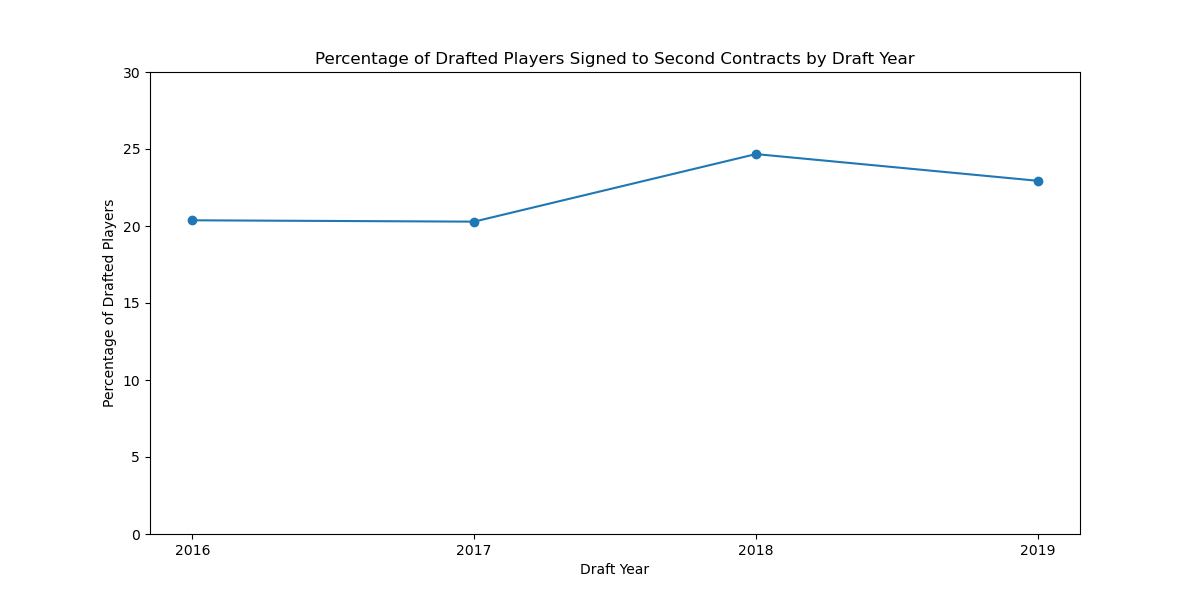 Percentage of Drafted Players Signed to Second Contracts by Draft Year
Percentage of Drafted Players
30
25
20
15
10
5
0
2016 2017 2018 2019
Draft Year